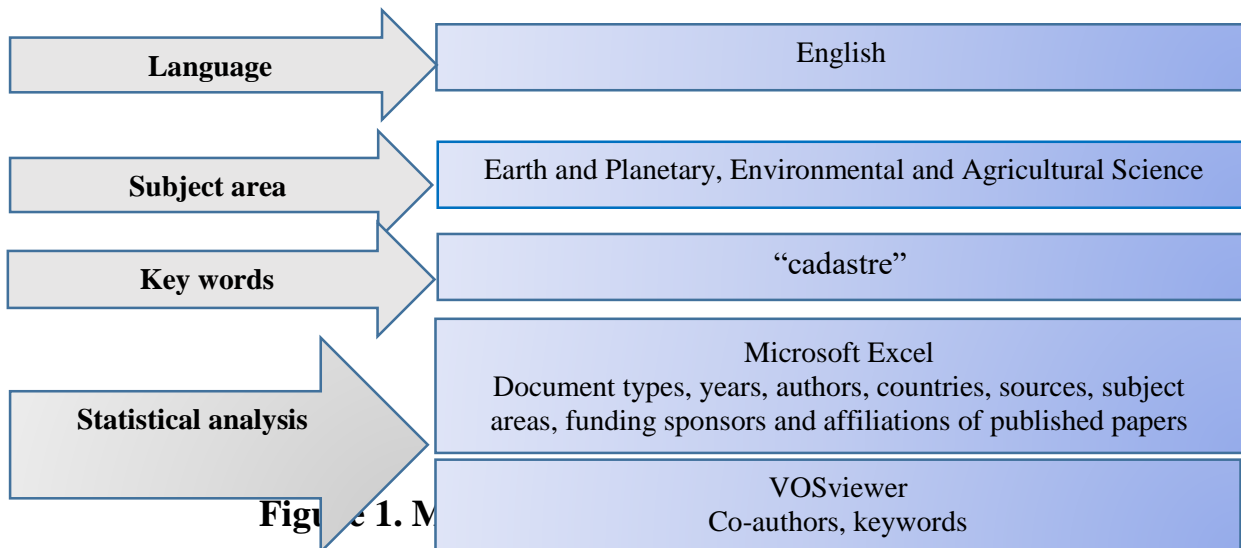 Language
English
Subject area
Earth and Planetary, Environmental and Agricultural Science
Key words
“cadastre”
Statistical analysis
Microsoft Excel
Document types, years, authors, countries, sources, subject
areas, funding sponsors and affiliations of published papers
VOSviewer
Co-authors, keywords
1.